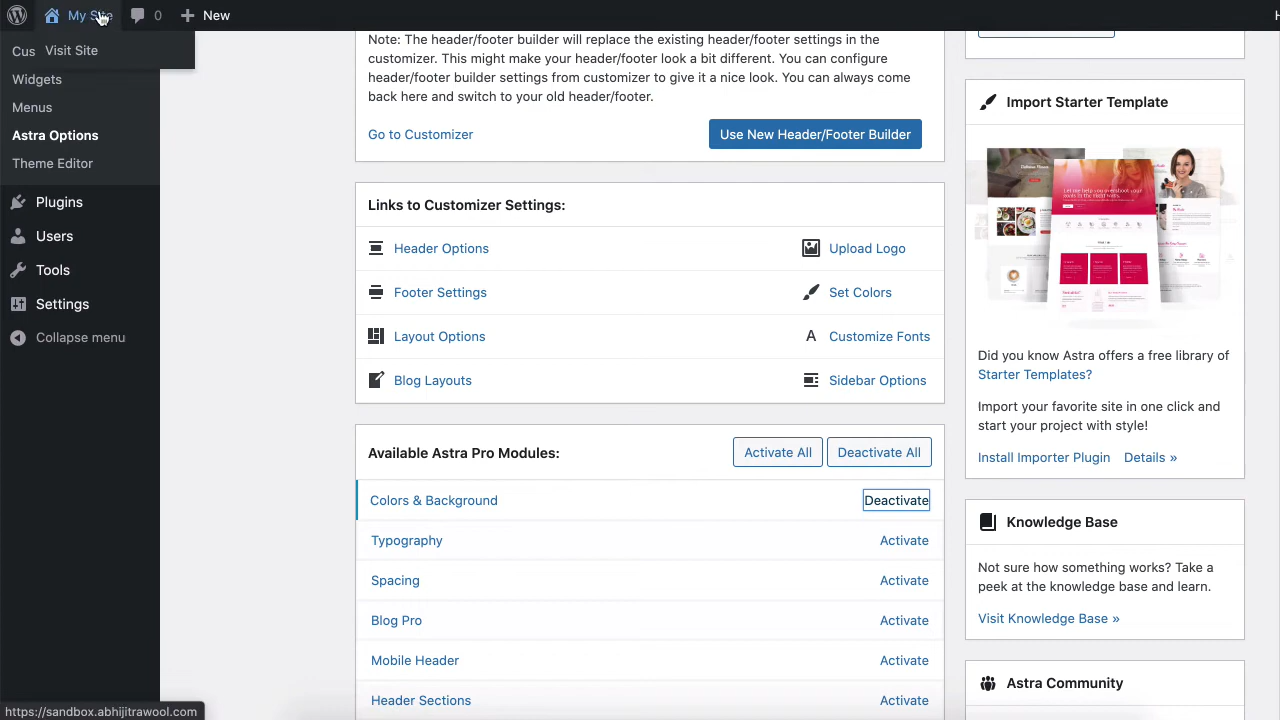 My Site 0 New H
Cus Visit Site
Widgets
Menus
Astra Options
Theme Editor
Plugins
Users
Tools
Settings
Collapse menu
Note: The header/footer builder will replace the existing header/footer settings in the
customizer. This might make your header/footer look a bit different. You can configure
header/footer builder settings from customizer to give it a nice look. You can always come
back here and switch to your old header/footer.
Go to Customizer
Use New Header/Footer Builder
Links to Customizer Settings:
Header Options
Upload Logo
Footer Settings
Set Colors
Layout Options
Customize Fonts
Blog Layouts
Sidebar Options
Available Astra Pro Modules:
Activate All
Deactivate All
Colors & Background
Deactivate
Typography
Activate
Spacing
Activate
Blog Pro
Activate
Mobile Header
Activate
Header Sections
Activate
Import Starter Template
Did you know Astra offers a free library of
Starter Templates?
Import your favorite site in one click and
start your project with style!
Install Importer Plugin Details »
Knowledge Base
Not sure how something works? Take a
peek at the knowledge base and learn.
Visit Knowledge Base »
Astra Community
https://sandbox.abhijitrawool.com